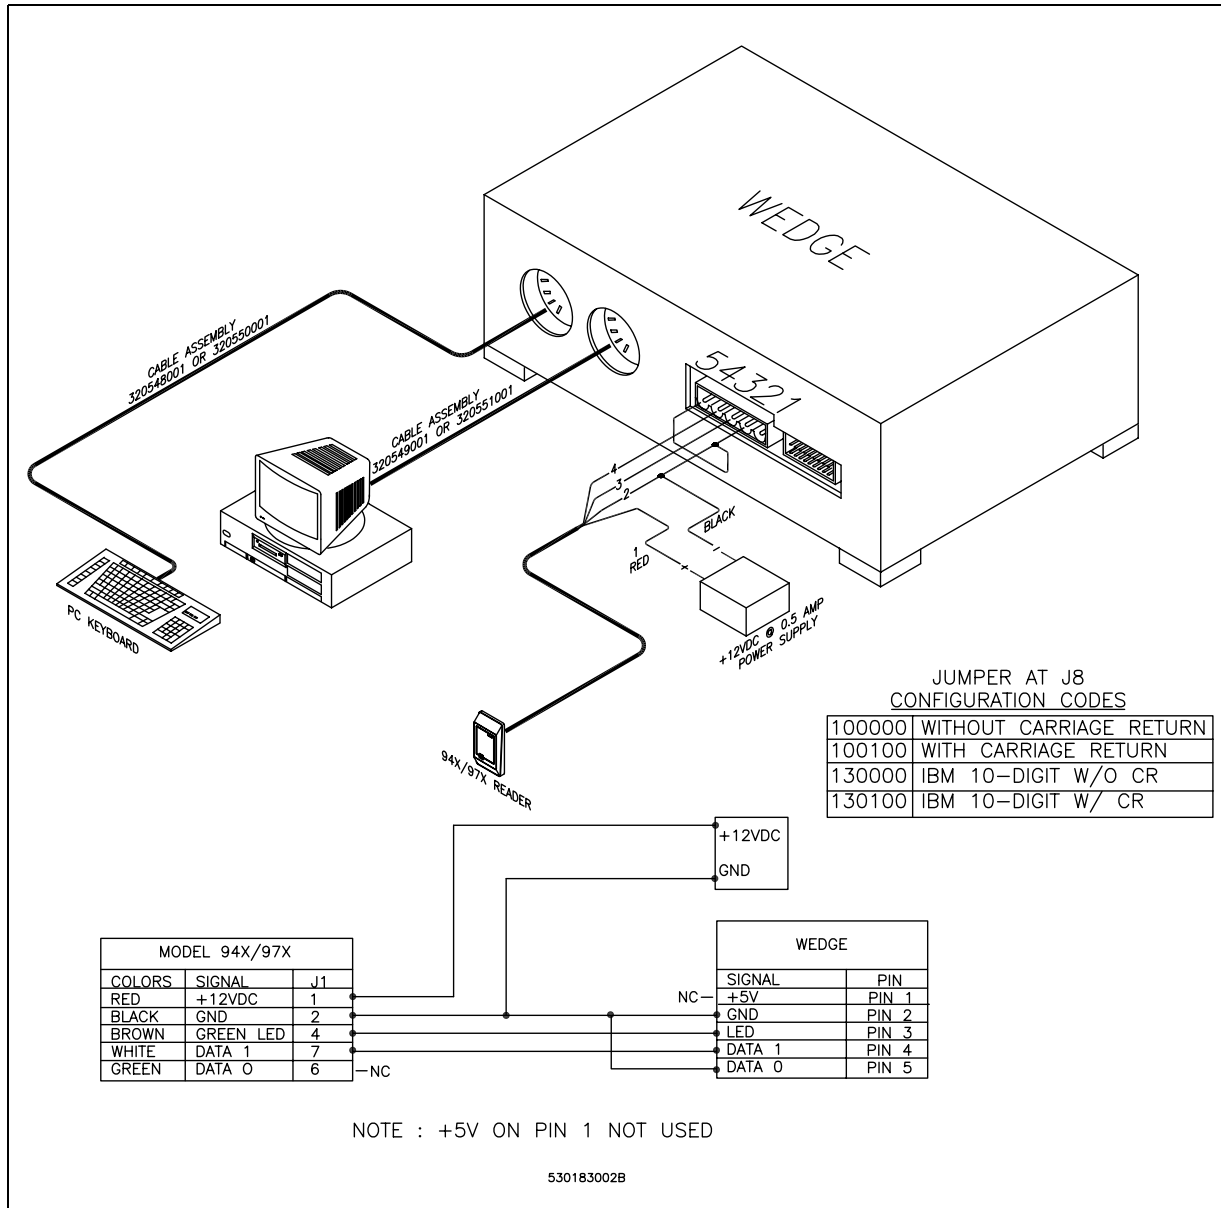 WEDGE
54321
CABLE ASSEMBLY
320548001 OR 320550001
CABLE ASSEMBLY
320549001 OR 320551001
4
3
2
BLACK
1
RED
-
+
+12VDC @ 0.5 AMP
POWER SUPPLY
PC KEYBOARD
94X/97X READER
JUMPER AT J8
CONFIGURATION CODES
100000 WITHOUT CARRIAGE RETURN
100100 WITH CARRIAGE RETURN
130000 IBM 10-DIGIT W/O CR
130100 IBM 10-DIGIT W/ CR
+12VDC
GND
MODEL 94X/97X
COLORS SIGNAL J1
RED +12VDC 1
BLACK GND 2
BROWN GREEN LED 4
WHITE DATA 1 7
GREEN DATA O 6
-NC
WEDGE
SIGNAL PIN
NC- +5V PIN 1
GND PIN 2
LED PIN 3
DATA 1 PIN 4
DATA O PIN 5
NOTE : +5V ON PIN 1 NOT USED
530183002B